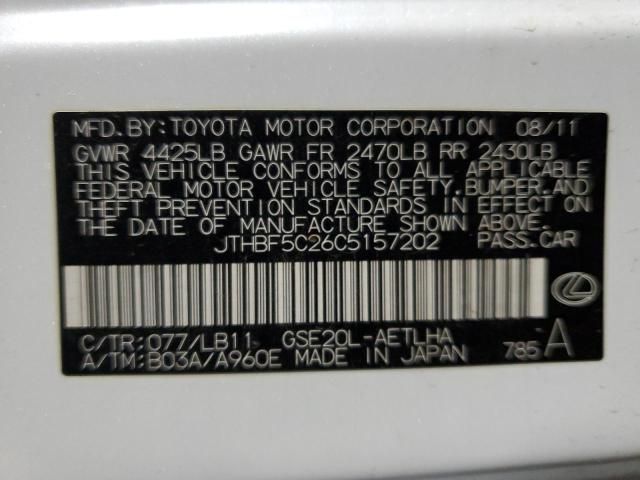 MFD. BY: TOYOTA MOTOR CORPORATION 08/11
GVWR 4425LB GAWR FR 2470LB RR 2430LB
THIS VEHICLE CONFORMS TO ALL APPLICABLE
FEDERAL MOTOR VEHICLE SAFETY, BUMPER, AND
THEFT PREVENTION STANDARDS IN EFFECT ON
THE DATE OF MANUFACTURE SHOWN ABOVE.
JTHBF5C26C5157202 PASS. CAR
C/TR: 077/LB11 GSE20L-AETLHA
A/TM: B03A/A960E MADE IN JAPAN 785 A